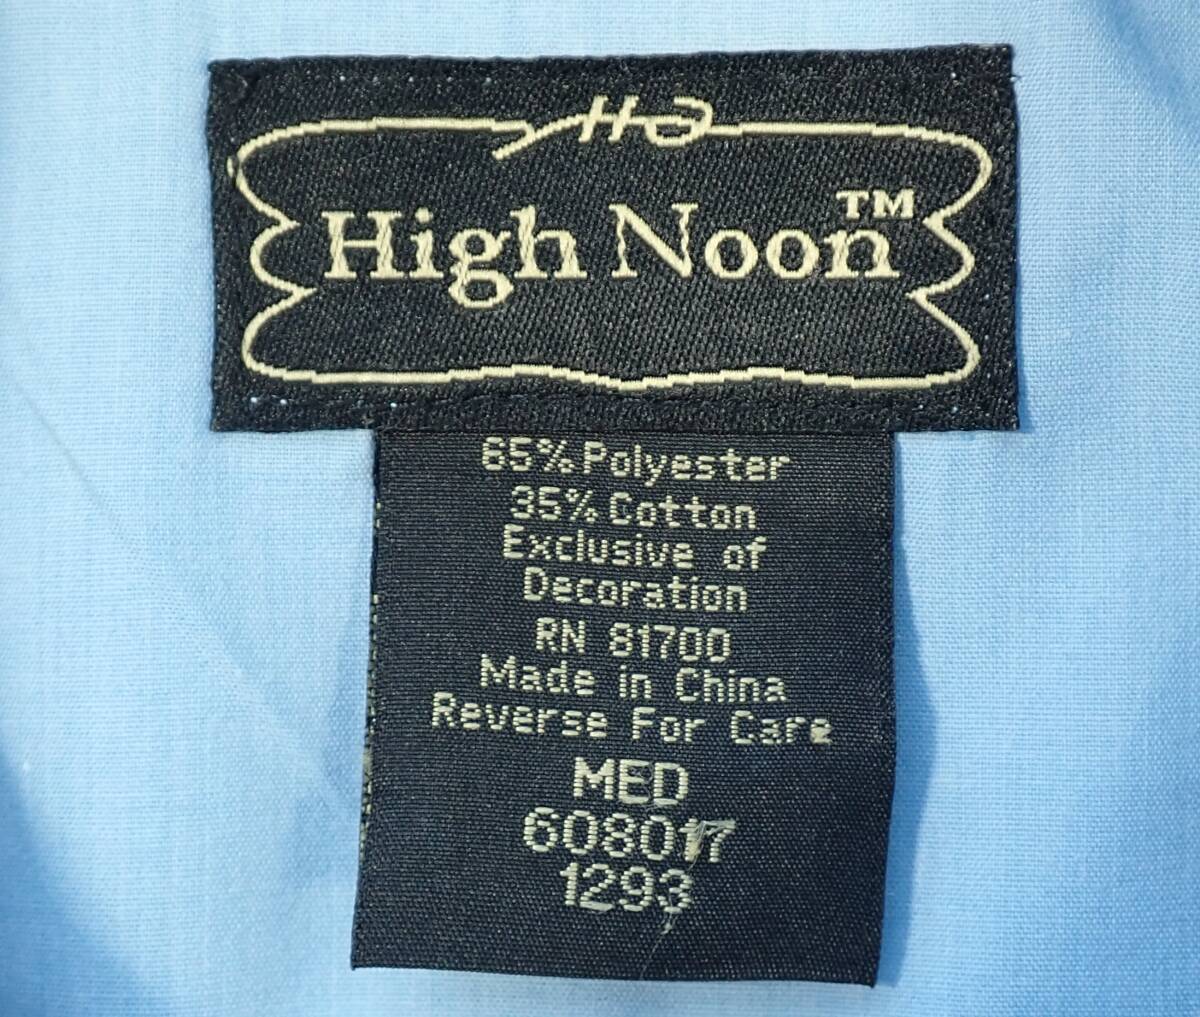 High Noon™
65% Polyester
35% Cotton
Exclusive of
Decoration
RN 81700
Made in China
Reverse For Care
MED
608017
1293